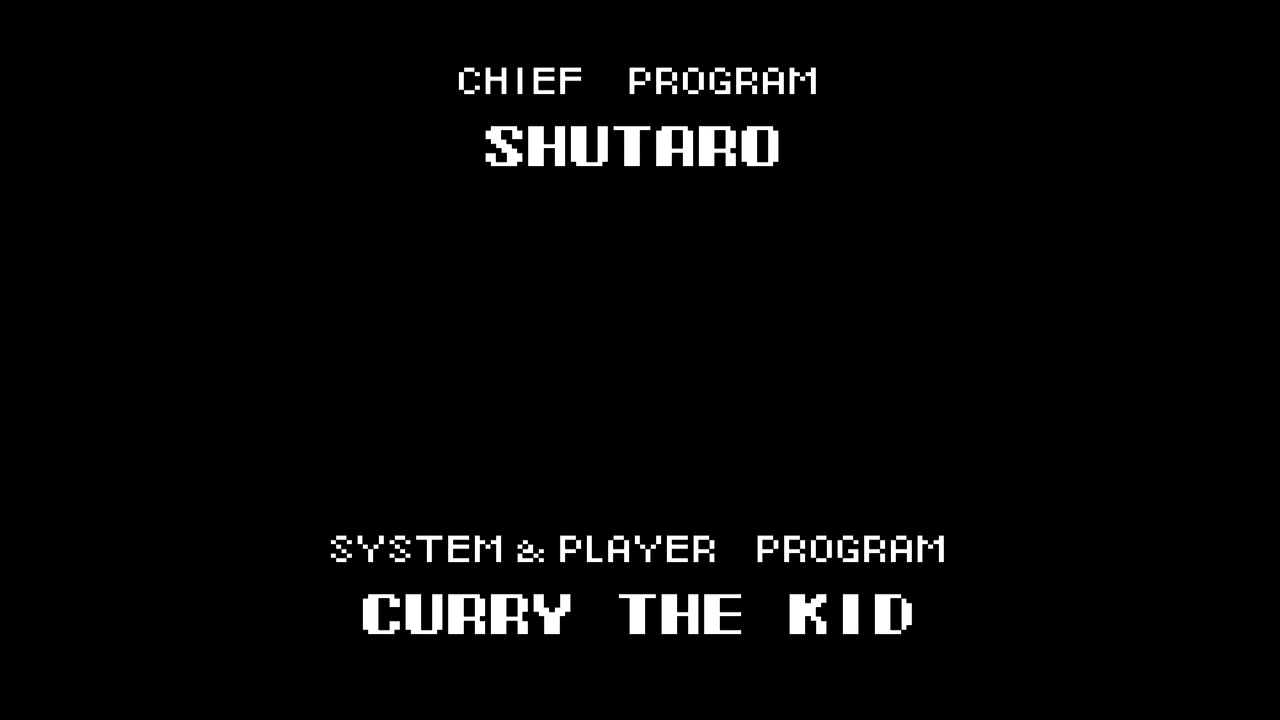 CHIEF PROGRAM
SHUTARO
SYSTEM & PLAYER PROGRAM
CURRY THE KID